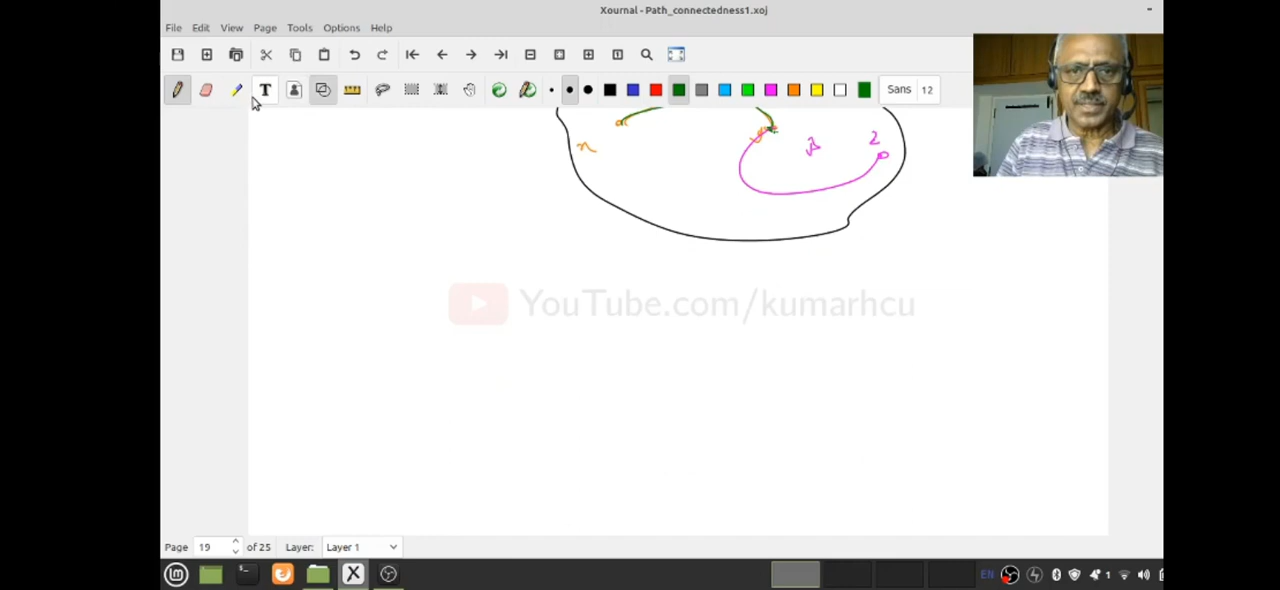 Xournal - Path_connectedness1.xoj
File Edit View Page Tools Options Help
T Sans 12
x y β z
YouTube.com/kumarhcu
Page 19 of 25 Layer: Layer 1
EN 1